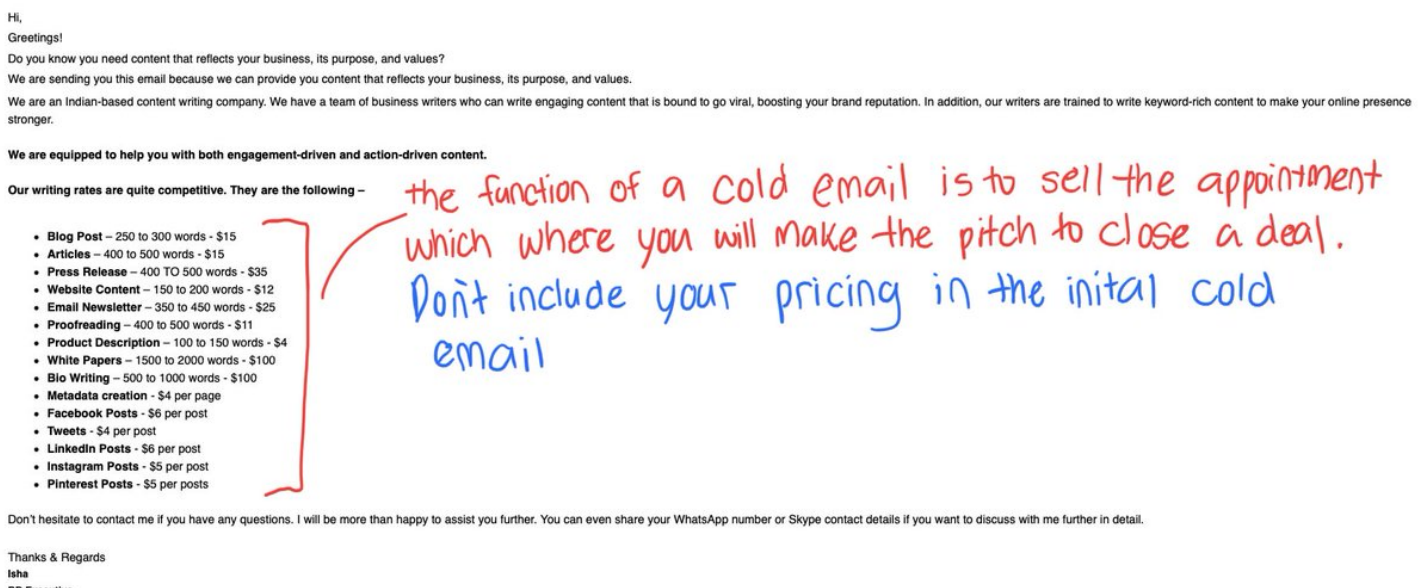 Hi,
Greetings!
Do you know you need content that reflects your business, its purpose, and values?
We are sending you this email because we can provide you content that reflects your business, its purpose, and values.
We are an Indian-based content writing company. We have a team of business writers who can write engaging content that is bound to go viral, boosting your brand reputation. In addition, our writers are trained to write keyword-rich content to make your online presence
stronger.
We are equipped to help you with both engagement-driven and action-driven content.
Our writing rates are quite competitive. They are the following –
the function of a cold email is to sell the appointment
which where you will make the pitch to close a deal.
Don't include your pricing in the inital cold
email
• Blog Post – 250 to 300 words - $15
• Articles – 400 to 500 words - $15
• Press Release – 400 TO 500 words - $35
• Website Content – 150 to 200 words - $12
• Email Newsletter – 350 to 450 words - $25
• Proofreading – 400 to 500 words - $11
• Product Description – 100 to 150 words - $4
• White Papers – 1500 to 2000 words - $100
• Bio Writing – 500 to 1000 words - $100
• Metadata creation - $4 per page
• Facebook Posts - $6 per post
• Tweets - $4 per post
• LinkedIn Posts - $6 per post
• Instagram Posts - $5 per post
• Pinterest Posts - $5 per posts
Don't hesitate to contact me if you have any questions. I will be more than happy to assist you further. You can even share your WhatsApp number or Skype contact details if you want to discuss with me further in detail.
Thanks & Regards
Isha